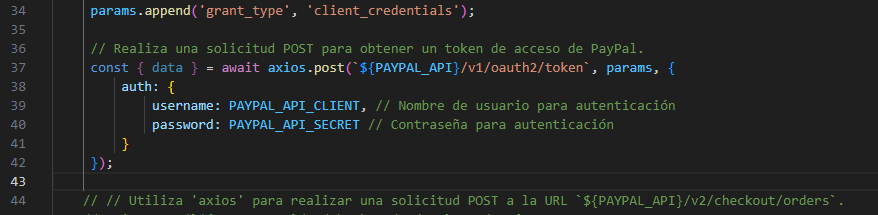 34 params.append('grant_type', 'client_credentials');
35
36 // Realiza una solicitud POST para obtener un token de acceso de PayPal.
37 const { data } = await axios.post(`${PAYPAL_API}/v1/oauth2/token`, params, {
38 auth: {
39 username: PAYPAL_API_CLIENT, // Nombre de usuario para autenticación
40 password: PAYPAL_API_SECRET // Contraseña para autenticación
41 }
42 });
43
44 // // Utiliza 'axios' para realizar una solicitud POST a la URL `${PAYPAL_API}/v2/checkout/orders`.